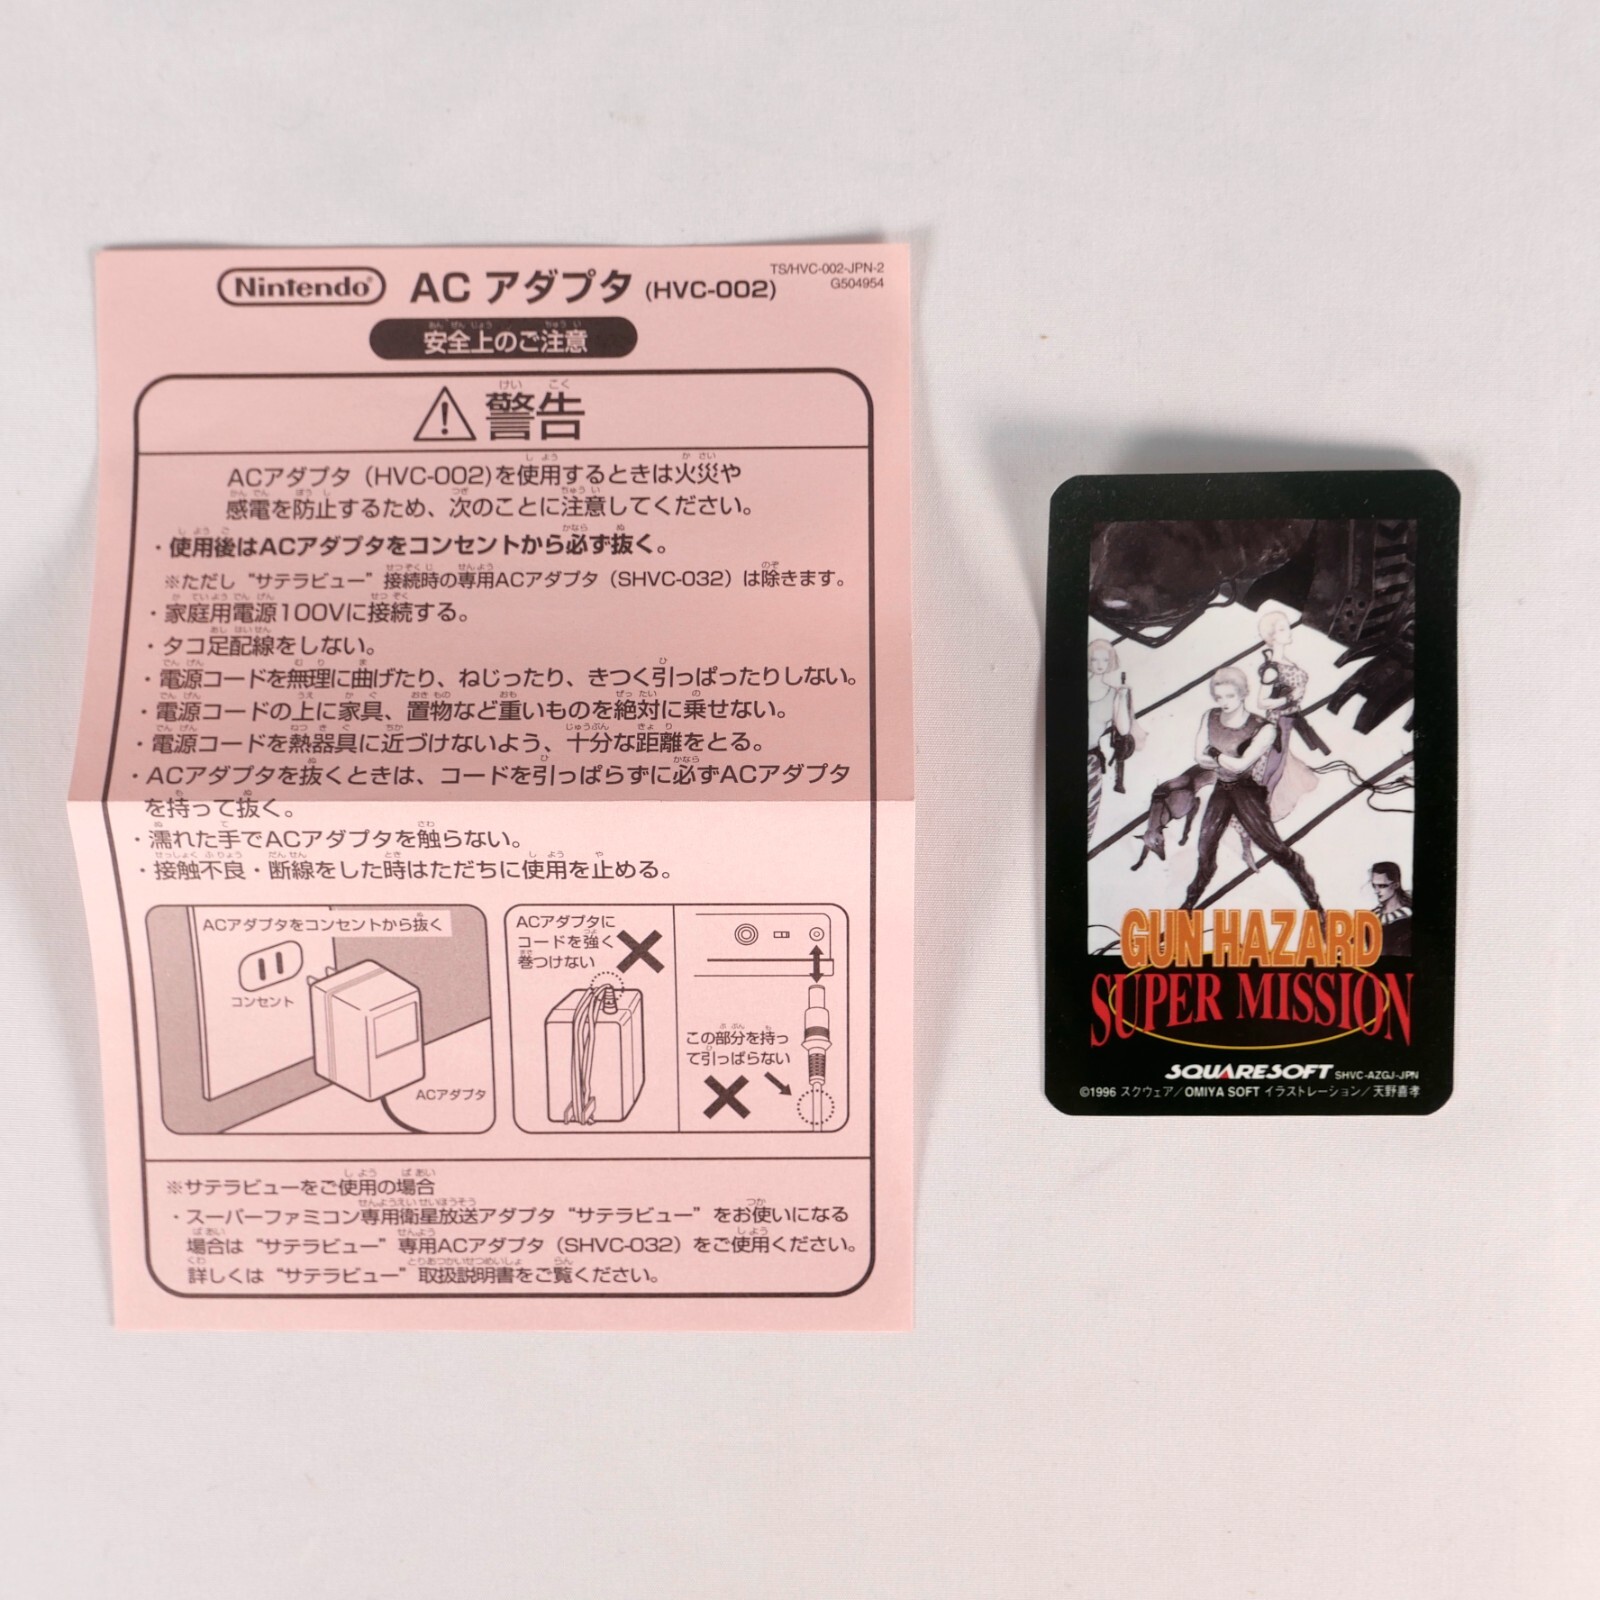 Nintendo® ACアダプタ (HVC-002)
TS/HVC-002-JPN-2
G504954
安全上のご注意
警告
ACアダプタ(HVC-002)を使用するときは火災や
感電を防止するため、次のことに注意してください。
・使用後はACアダプタをコンセントから必ず抜く。
※ただし“サテラビュー”接続時の専用ACアダプタ(SHVC-032)は除きます。
・家庭用電源100Vに接続する。
・タコ足配線をしない。
・電源コードを無理に曲げたり、ねじったり、きつく引っぱったりしない。
・電源コードの上に家具、置物など重いものを絶対に乗せない。
・電源コードを熱器具に近づけないよう、十分な距離をとる。
・ACアダプタを抜くときは、コードを引っぱらずに必ずACアダプタ
を持って抜く。
・濡れた手でACアダプタを触らない。
・接触不良・断線をした時はただちに使用を止める。
ACアダプタをコンセントから抜く
コンセント
ACアダプタ
ACアダプタに
コードを強く
巻つけない
この部分を持っ
て引っぱらない
※サテラビューをご使用の場合
・スーパーファミコン専用衛星放送アダプタ“サテラビュー”をお使いになる
場合は“サテラビュー”専用ACアダプタ(SHVC-032)をご使用ください。
詳しくは“サテラビュー”取扱説明書をご覧ください。
GUN HAZARD
SUPER MISSION
SQUARESOFT SHVC-AZGJ-JPN
©1996 スクウェア/OMIYA SOFT イラストレーション/天野喜孝